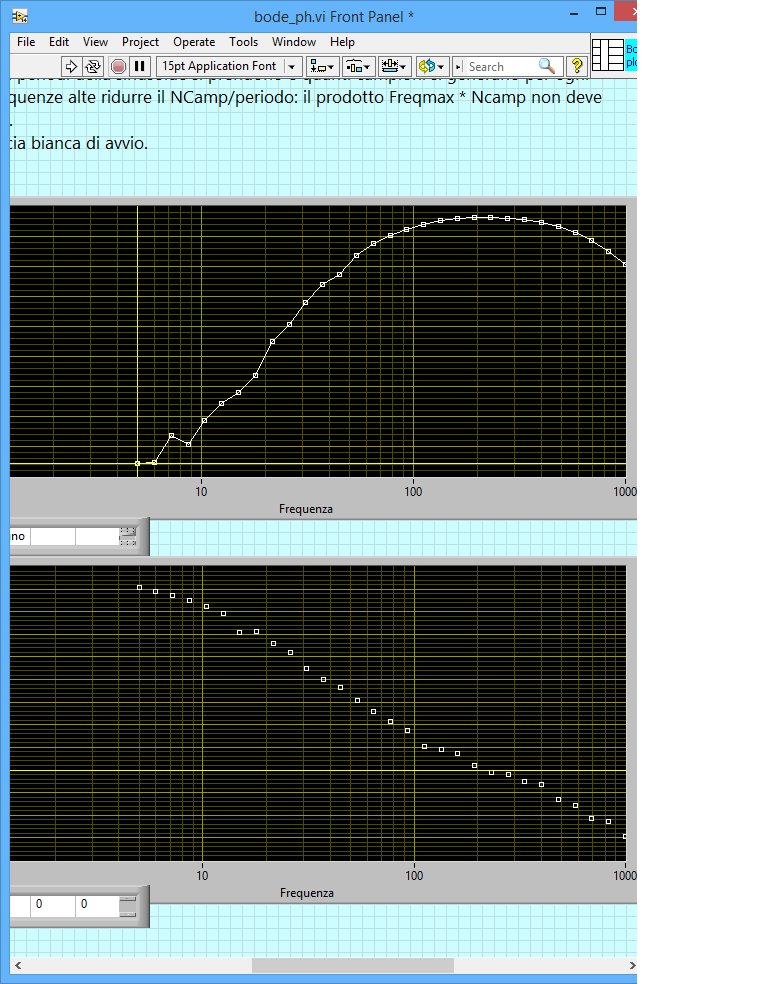 bode_ph.vi Front Panel *
File Edit View Project Operate Tools Window Help
15pt Application Font
Search
?
Bo
plo
quenze alte ridurre il NCamp/periodo: il prodotto Freqmax * Ncamp non deve
.
cia bianca di avvio.
10 100 1000
Frequenza
no
10 100 1000
Frequenza
0 0